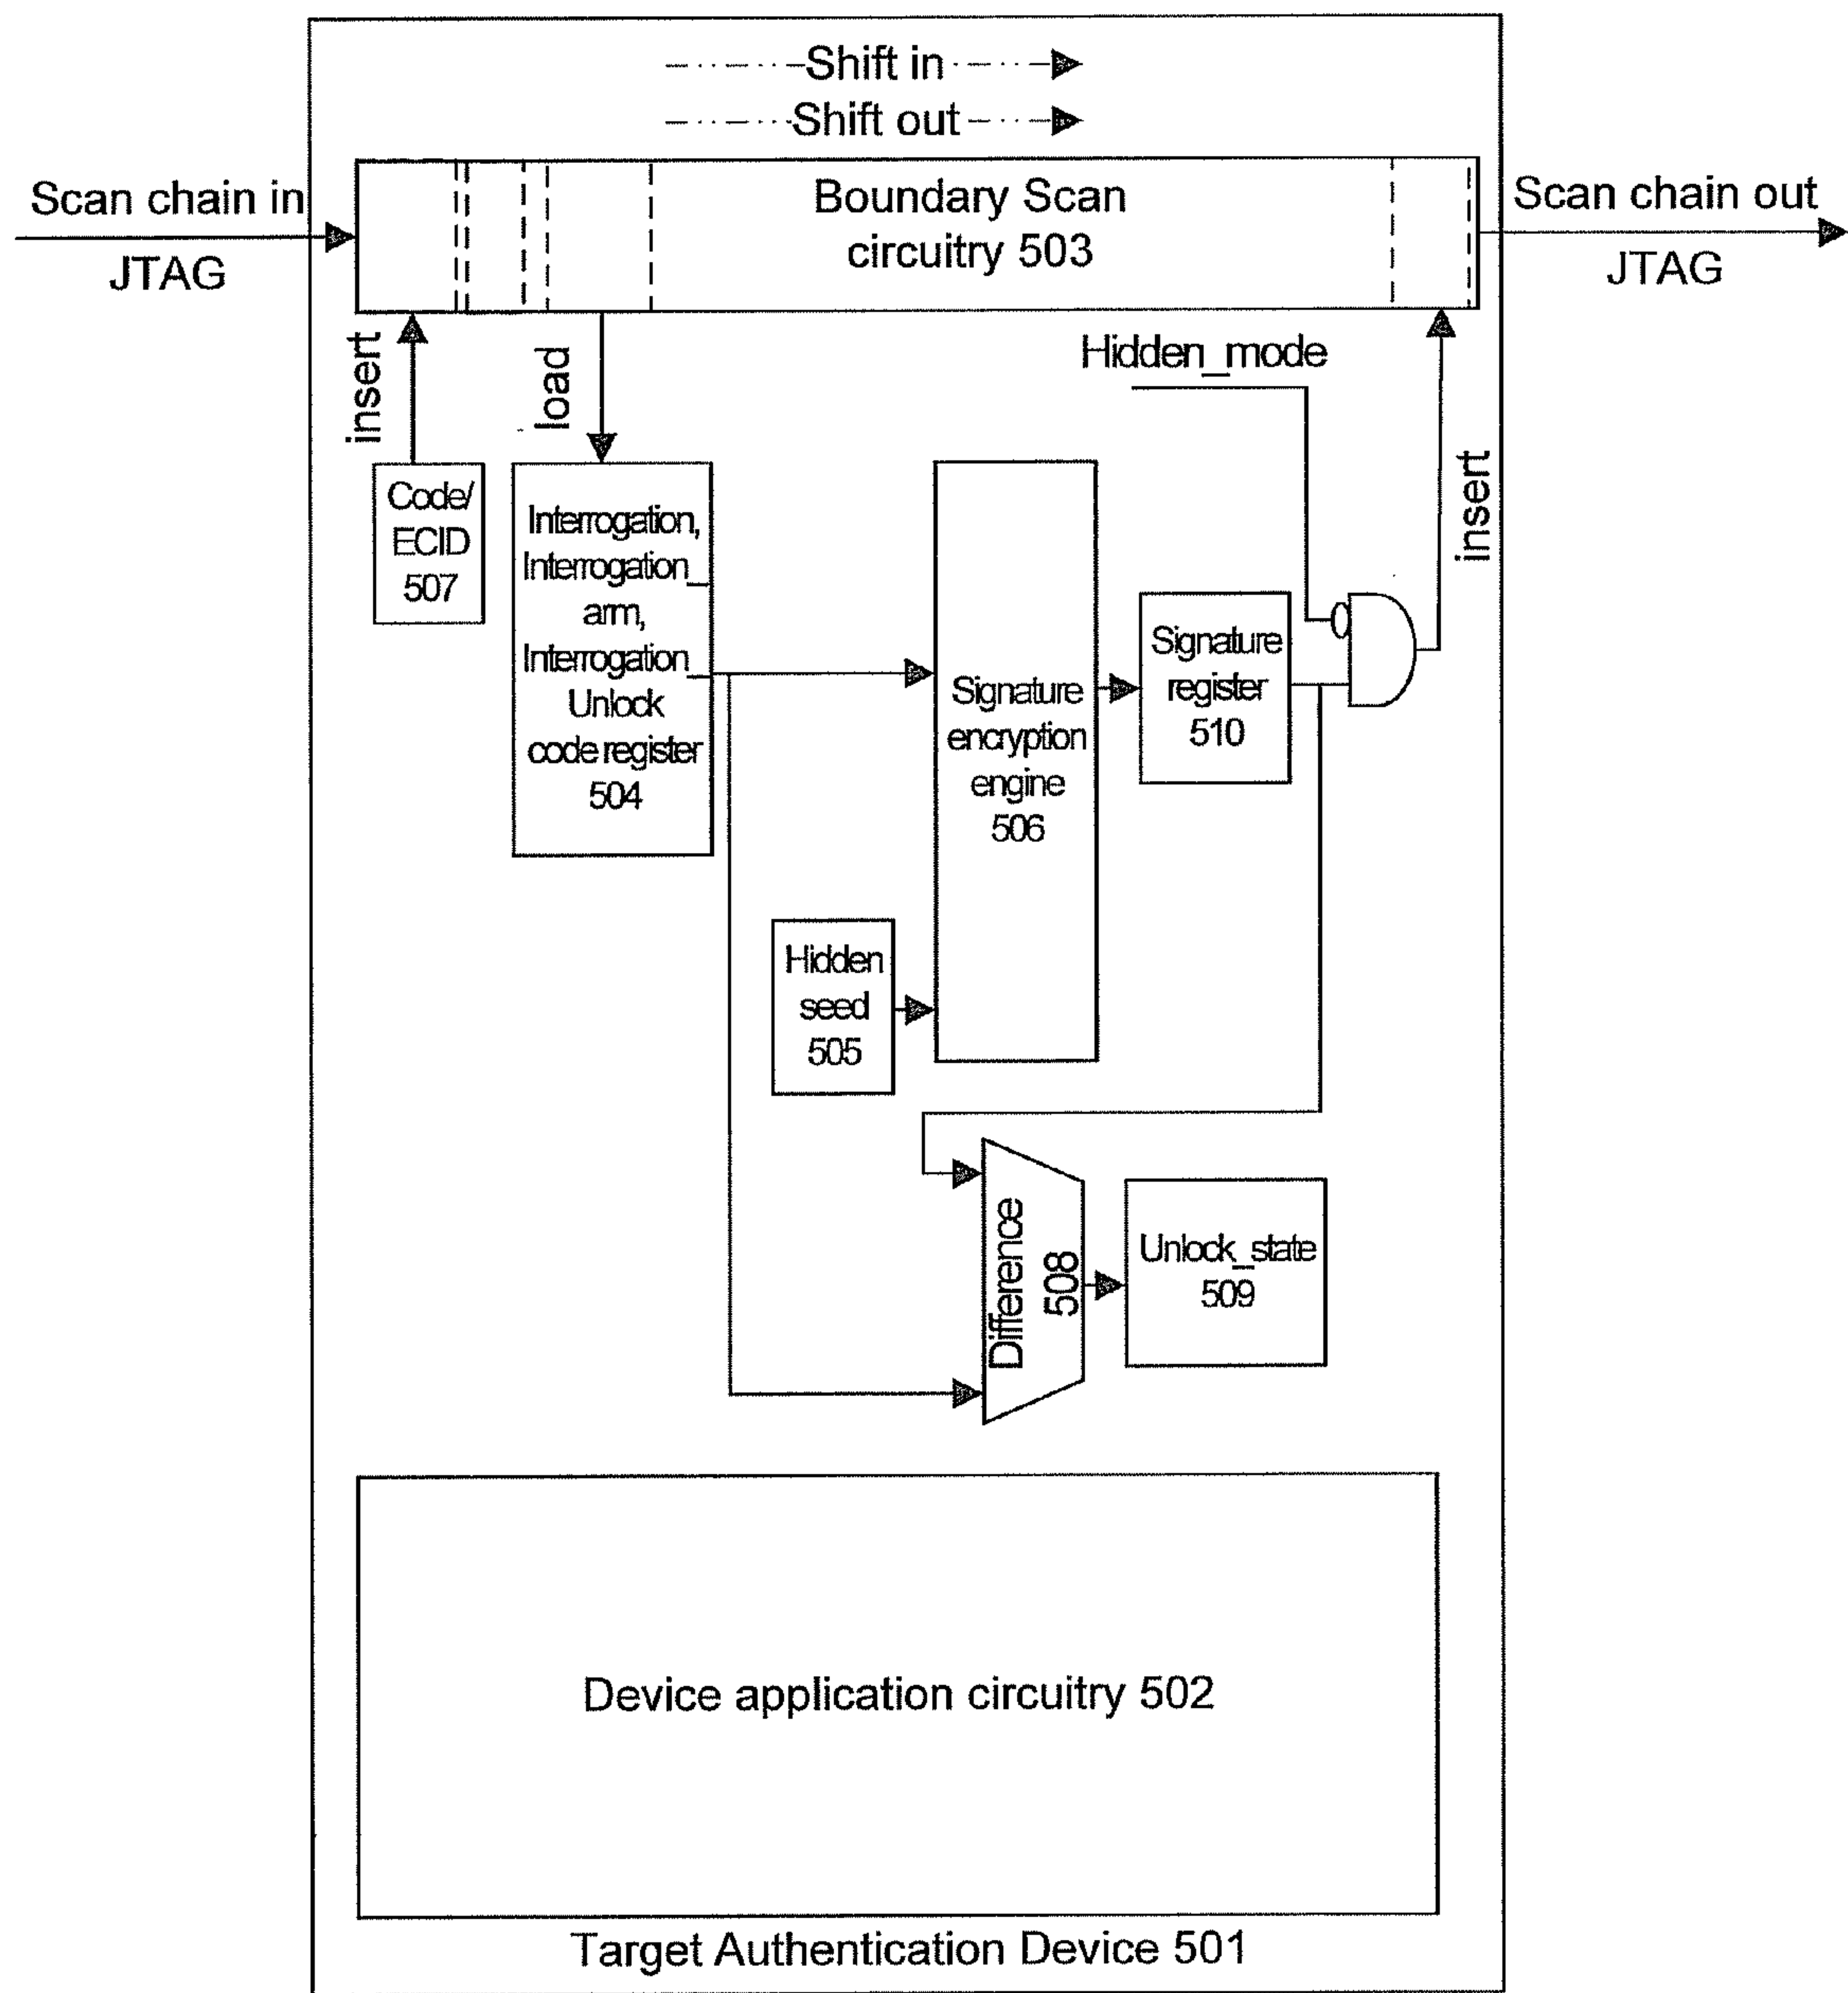 Shift in
Shift out
Scan chain in
JTAG
Boundary Scan
circuitry 503
Scan chain out
JTAG
insert
load
Hidden_mode
insert
Code/
ECID
507
Interrogation,
Interrogation_
arm,
Interrogation_
Unlock
code register
504
Signature
encryption
engine
506
Signature
register
510
Hidden
seed
505
Difference
508
Unlock_state
509
Device application circuitry 502
Target Authentication Device 501